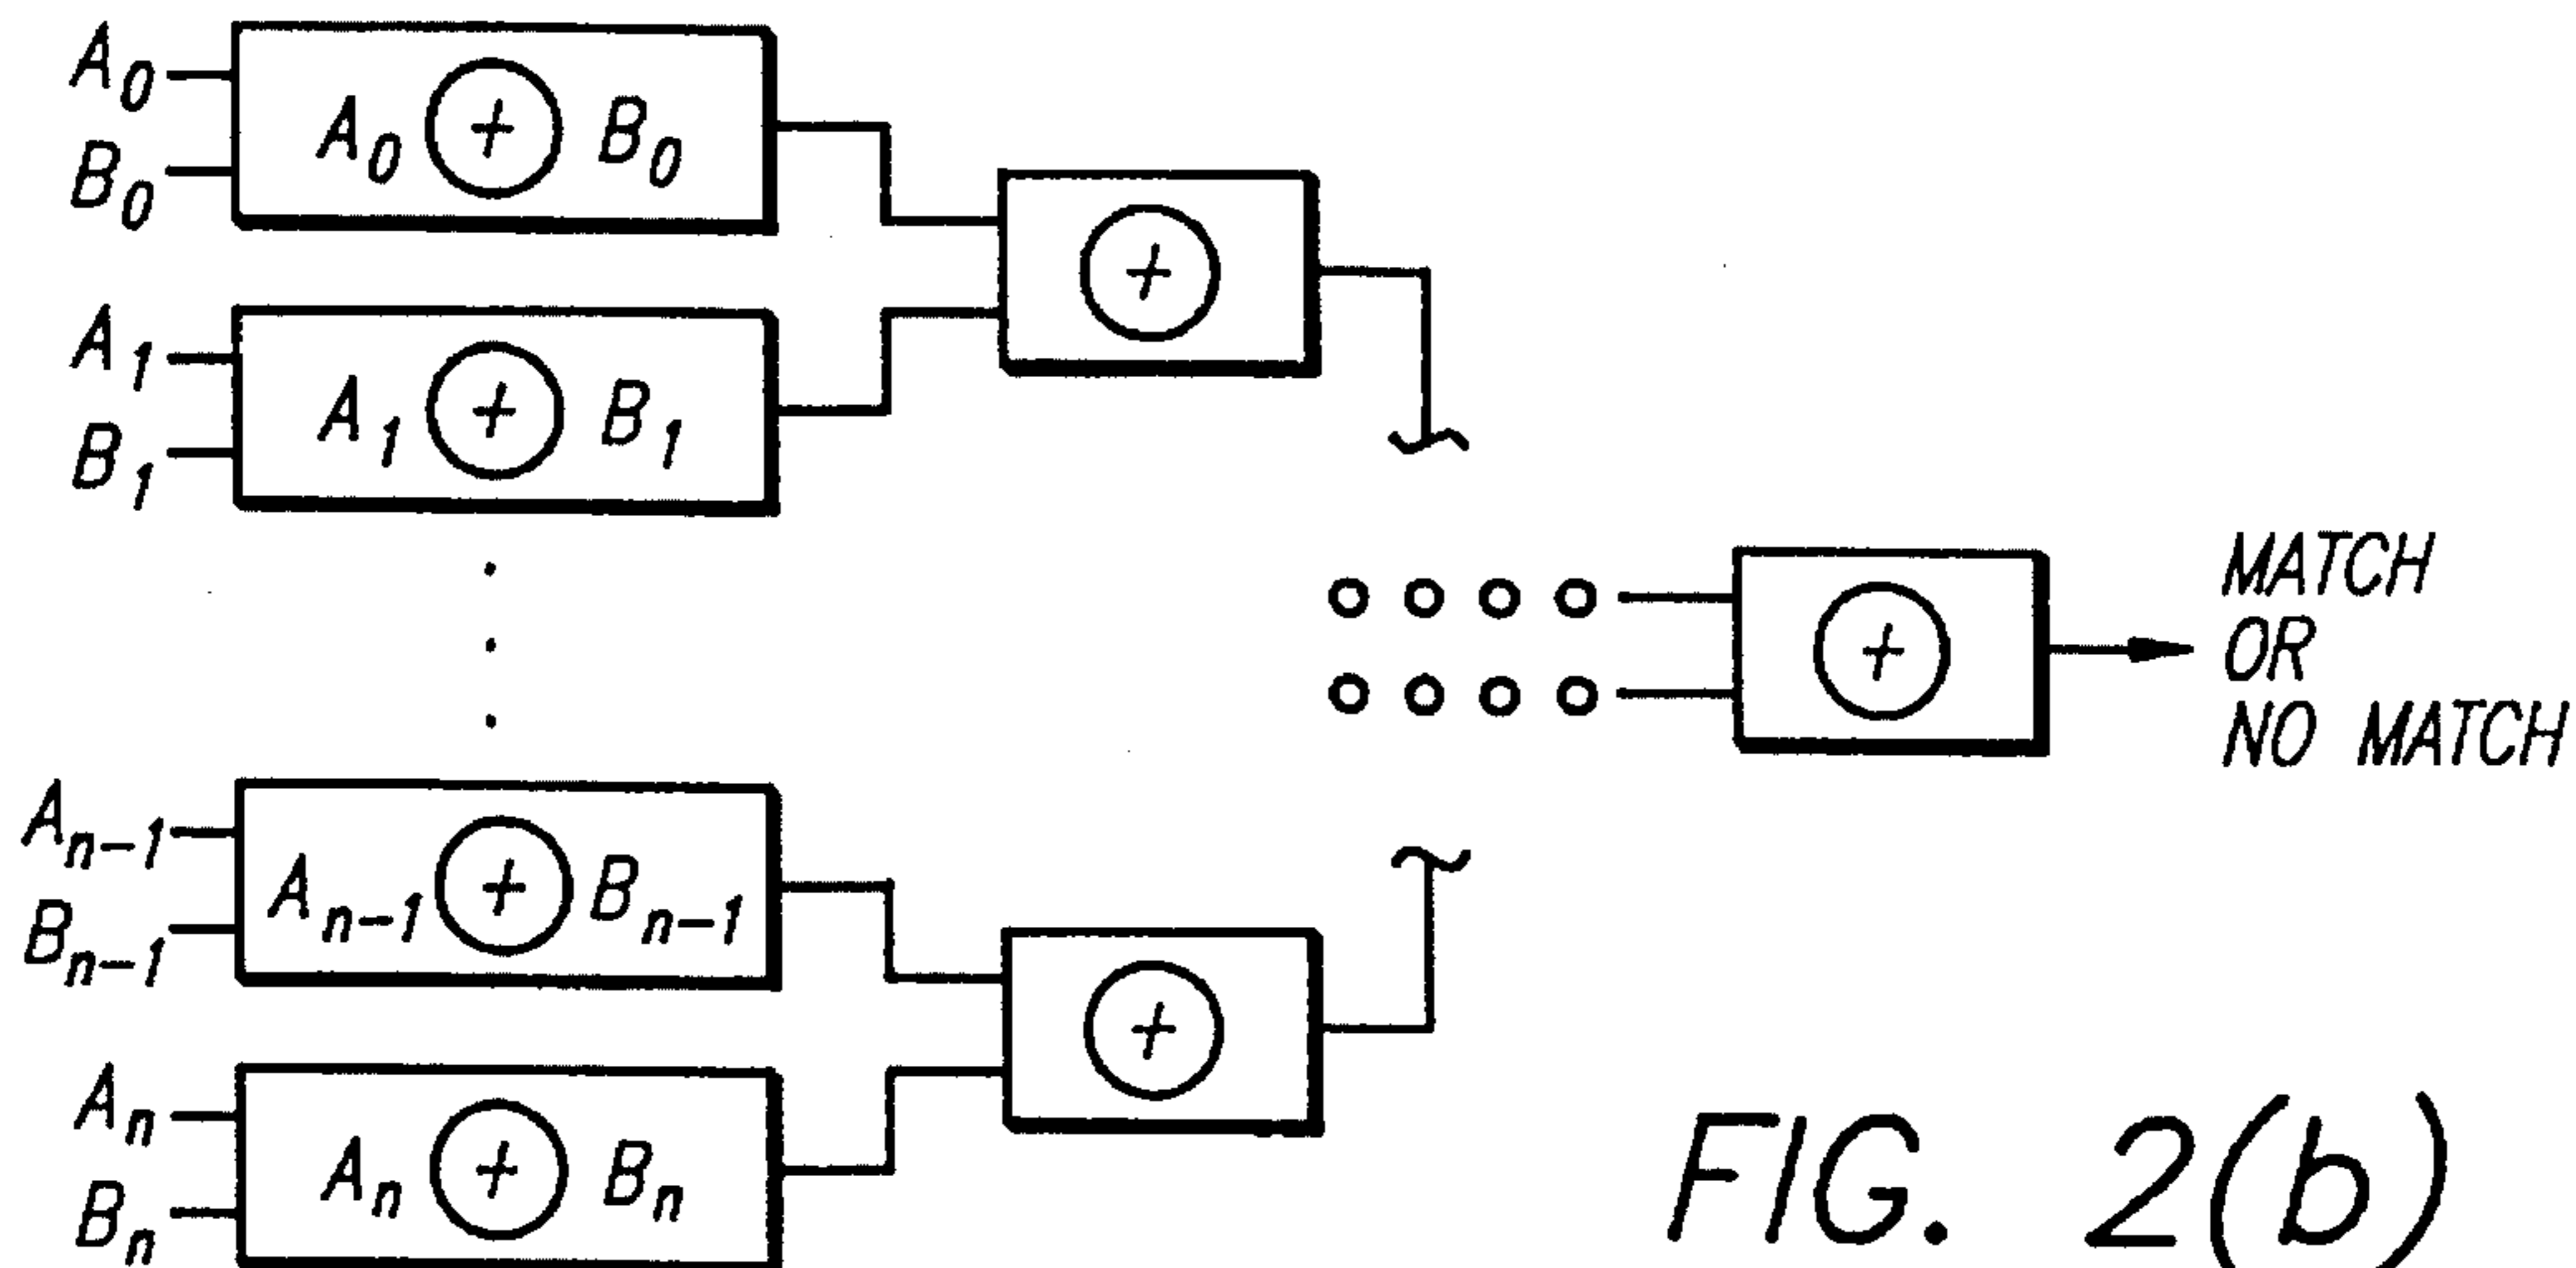 A₀
B₀
A₀ ⊕ B₀
⊕
A₁
B₁
A₁ ⊕ B₁
MATCH
OR
NO MATCH
⊕
Aₙ₋₁
Bₙ₋₁
Aₙ₋₁ ⊕ Bₙ₋₁
⊕
Aₙ
Bₙ
Aₙ ⊕ Bₙ
FIG. 2(b)